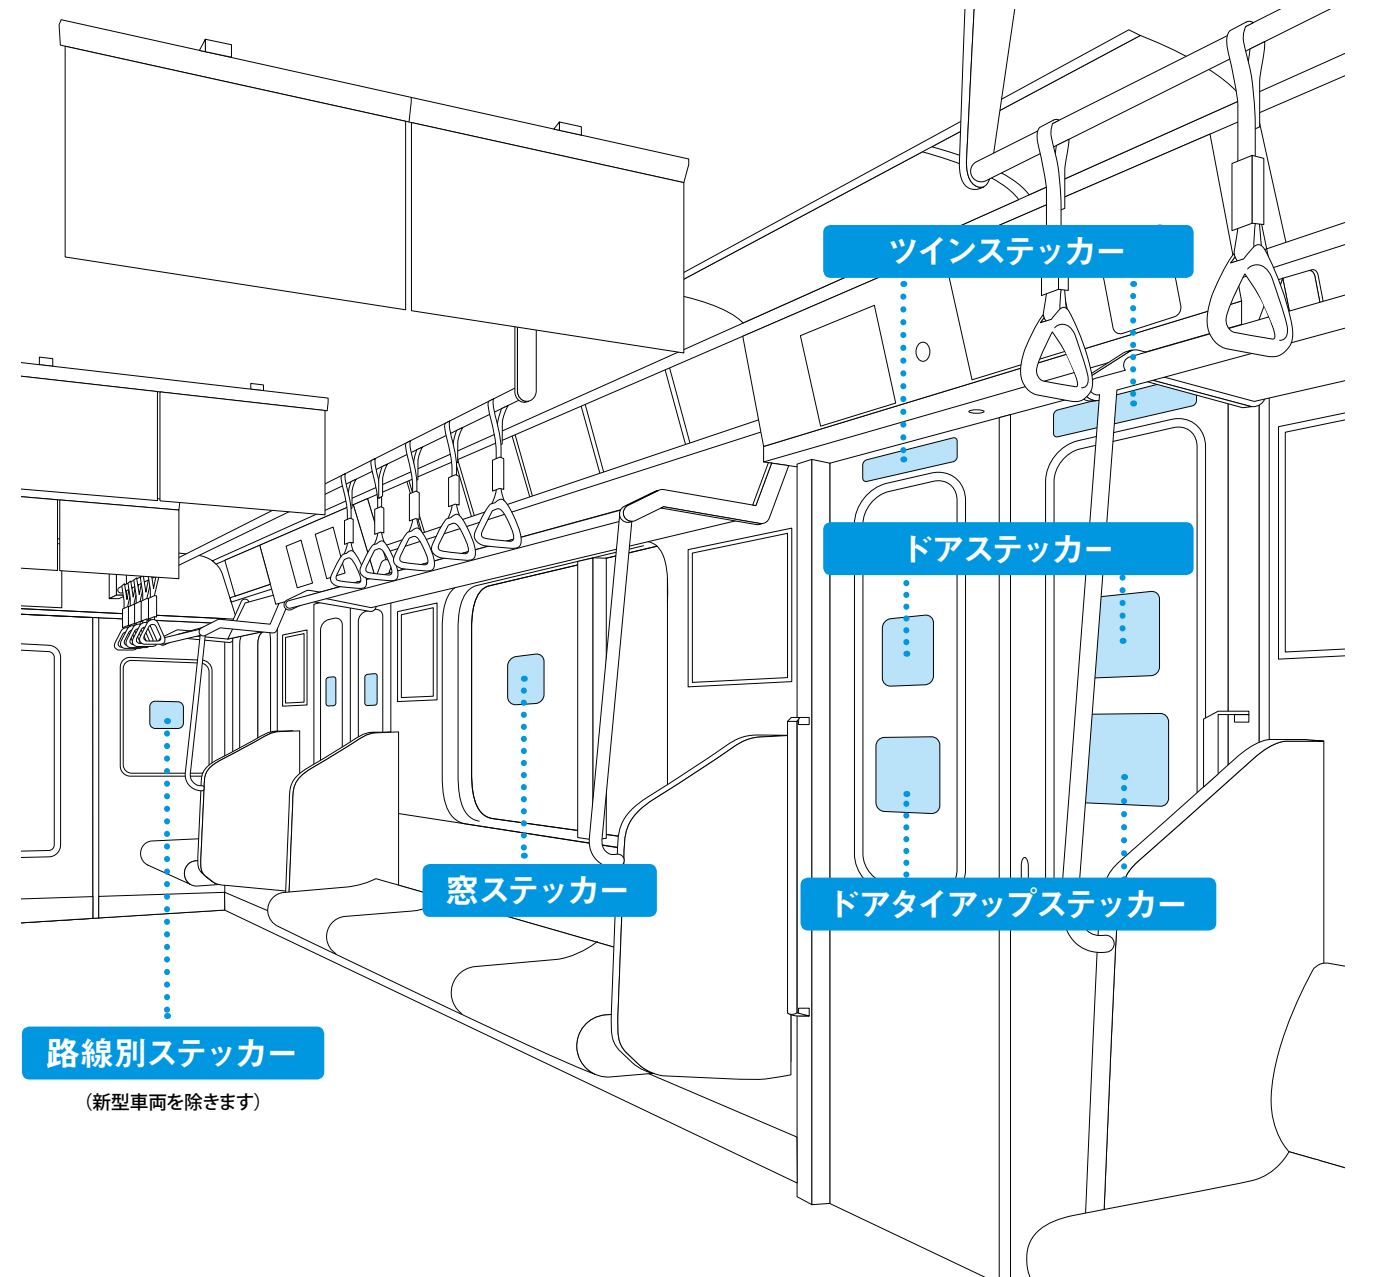 ツインステッカー
ドアステッカー
窓ステッカー
ドアタイアップステッカー
路線別ステッカー
（新型車両を除きます）